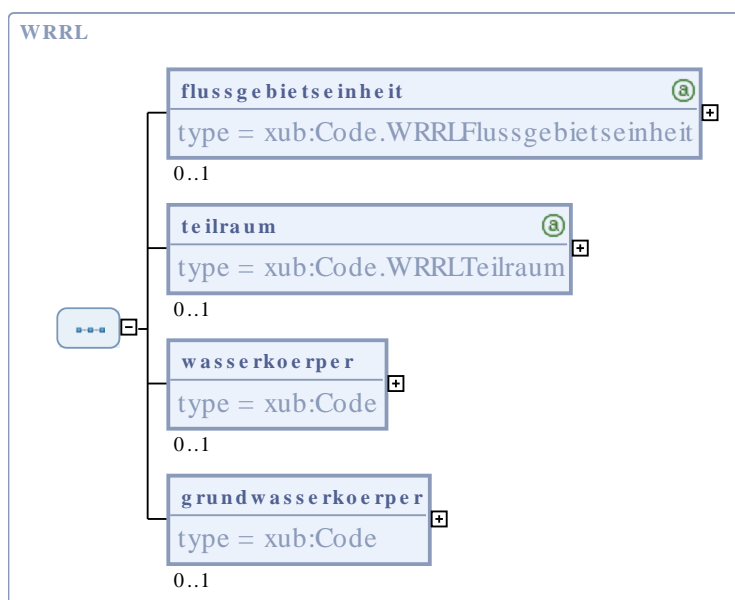 WRRL
flussgebietseinheit
a
type = xub:Code.WRRLFlussgebietseinheit
0..1
teilraum
a
type = xub:Code.WRRLTeilraum
0..1
wasserkoerper
type = xub:Code
0..1
grundwasserkoerper
type = xub:Code
0..1